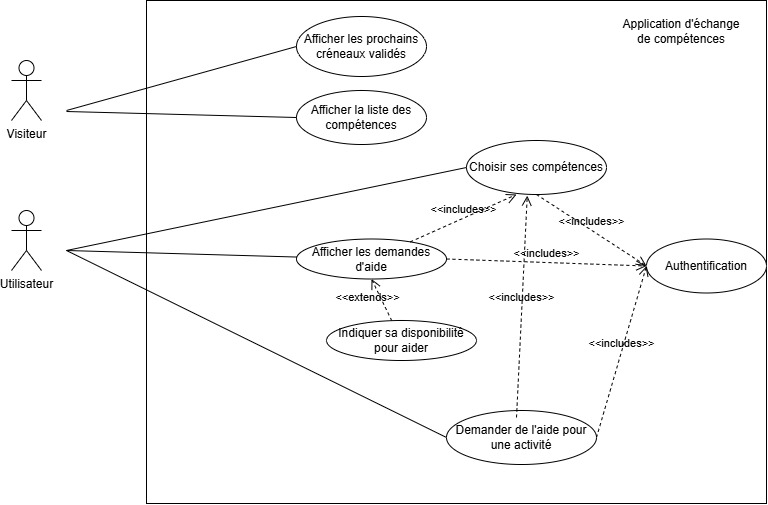 Application d'échange
de compétences
Afficher les prochains
créneaux validés
Visiteur
Afficher la liste des
compétences
Choisir ses compétences
<<includes>>
<<includes>>
Utilisateur
Afficher les demandes
d'aide
<<includes>>
Authentification
<<extends>>
<<includes>>
Indiquer sa disponibilité
pour aider
<<includes>>
Demander de l'aide pour
une activité